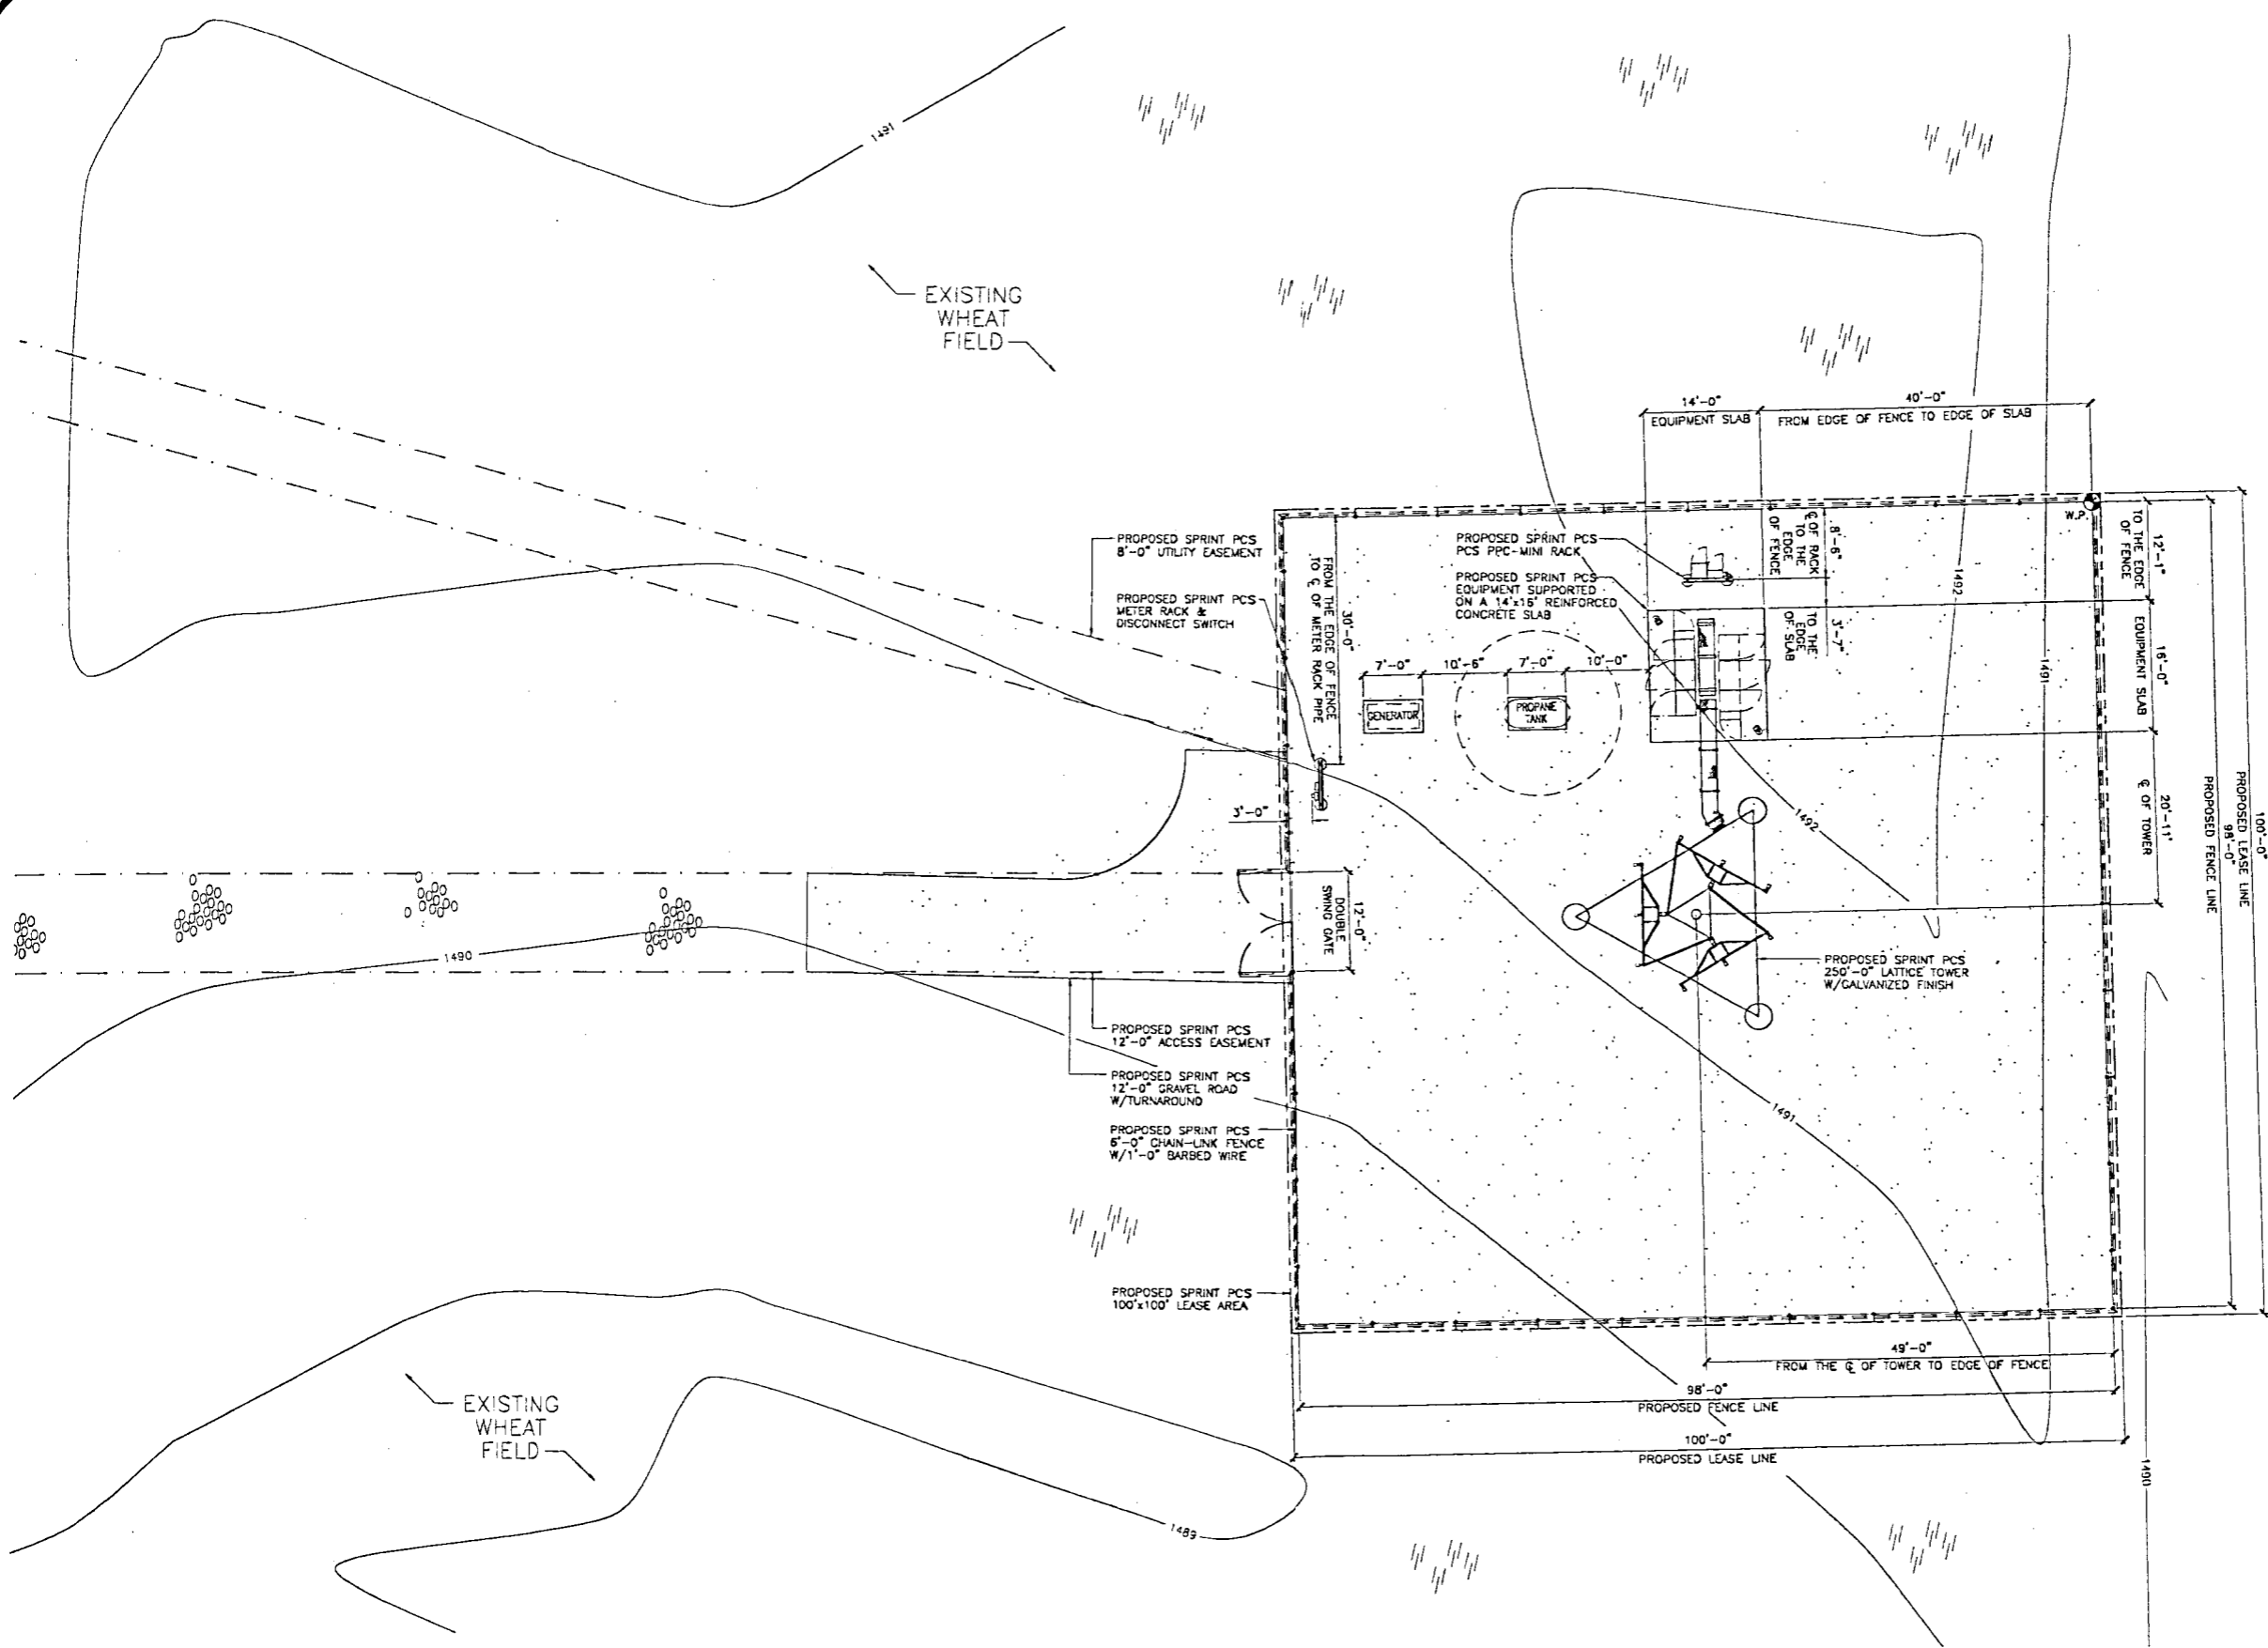 1491
EXISTING
WHEAT
FIELD
14'-0"
EQUIPMENT SLAB
40'-0"
FROM EDGE OF FENCE TO EDGE OF SLAB
W.P.
PROPOSED SPRINT PCS
8'-0" UTILITY EASEMENT
PROPOSED SPRINT PCS
METER RACK &
DISCONNECT SWITCH
FROM THE EDGE OF FENCE
TO ℄ OF METER RACK PIPE
30'-0"
PROPOSED SPRINT PCS
PCS PPC-MINI RACK
PROPOSED SPRINT PCS
EQUIPMENT SUPPORTED
ON A 14'x16' REINFORCED
CONCRETE SLAB
8'-6"
℄ OF RACK
TO THE
EDGE
OF FENCE
3'-7"
TO THE
EDGE
OF SLAB
1492
1491
12'-1"
TO THE EDGE
OF FENCE
16'-0"
EQUIPMENT SLAB
20'-11"
℄ OF TOWER
98'-0"
PROPOSED FENCE LINE
100'-0"
PROPOSED LEASE LINE
7'-0"
10'-6"
7'-0"
10'-0"
GENERATOR
PROPANE
TANK
3'-0"
1492
12'-0"
DOUBLE
SWING GATE
1490
PROPOSED SPRINT PCS
250'-0" LATTICE TOWER
W/GALVANIZED FINISH
PROPOSED SPRINT PCS
12'-0" ACCESS EASEMENT
PROPOSED SPRINT PCS
12'-0" GRAVEL ROAD
W/TURNAROUND
PROPOSED SPRINT PCS
6'-0" CHAIN-LINK FENCE
W/1'-0" BARBED WIRE
1491
PROPOSED SPRINT PCS
100'x100' LEASE AREA
49'-0"
FROM THE ℄ OF TOWER TO EDGE OF FENCE
98'-0"
PROPOSED FENCE LINE
100'-0"
PROPOSED LEASE LINE
EXISTING
WHEAT
FIELD
1489
1490